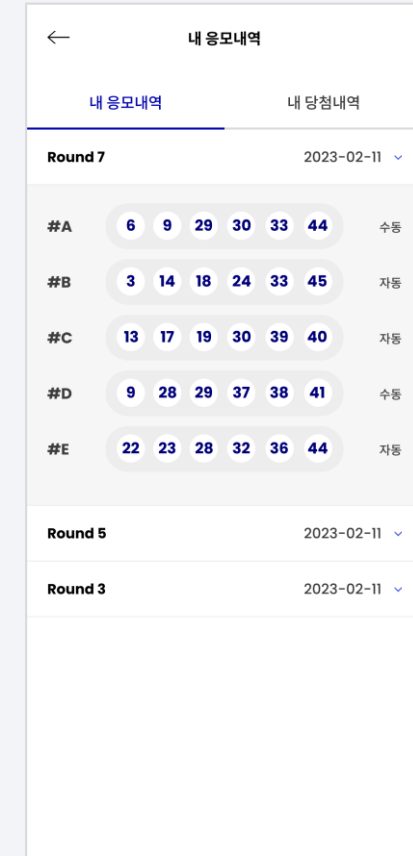 내 응모내역
내 응모내역 내 당첨내역
Round 7 2023-02-11
#A 6 9 29 30 33 44 수동
#B 3 14 18 24 33 45 자동
#C 13 17 19 30 39 40 자동
#D 9 28 29 37 38 41 수동
#E 22 23 28 32 36 44 자동
Round 5 2023-02-11
Round 3 2023-02-11